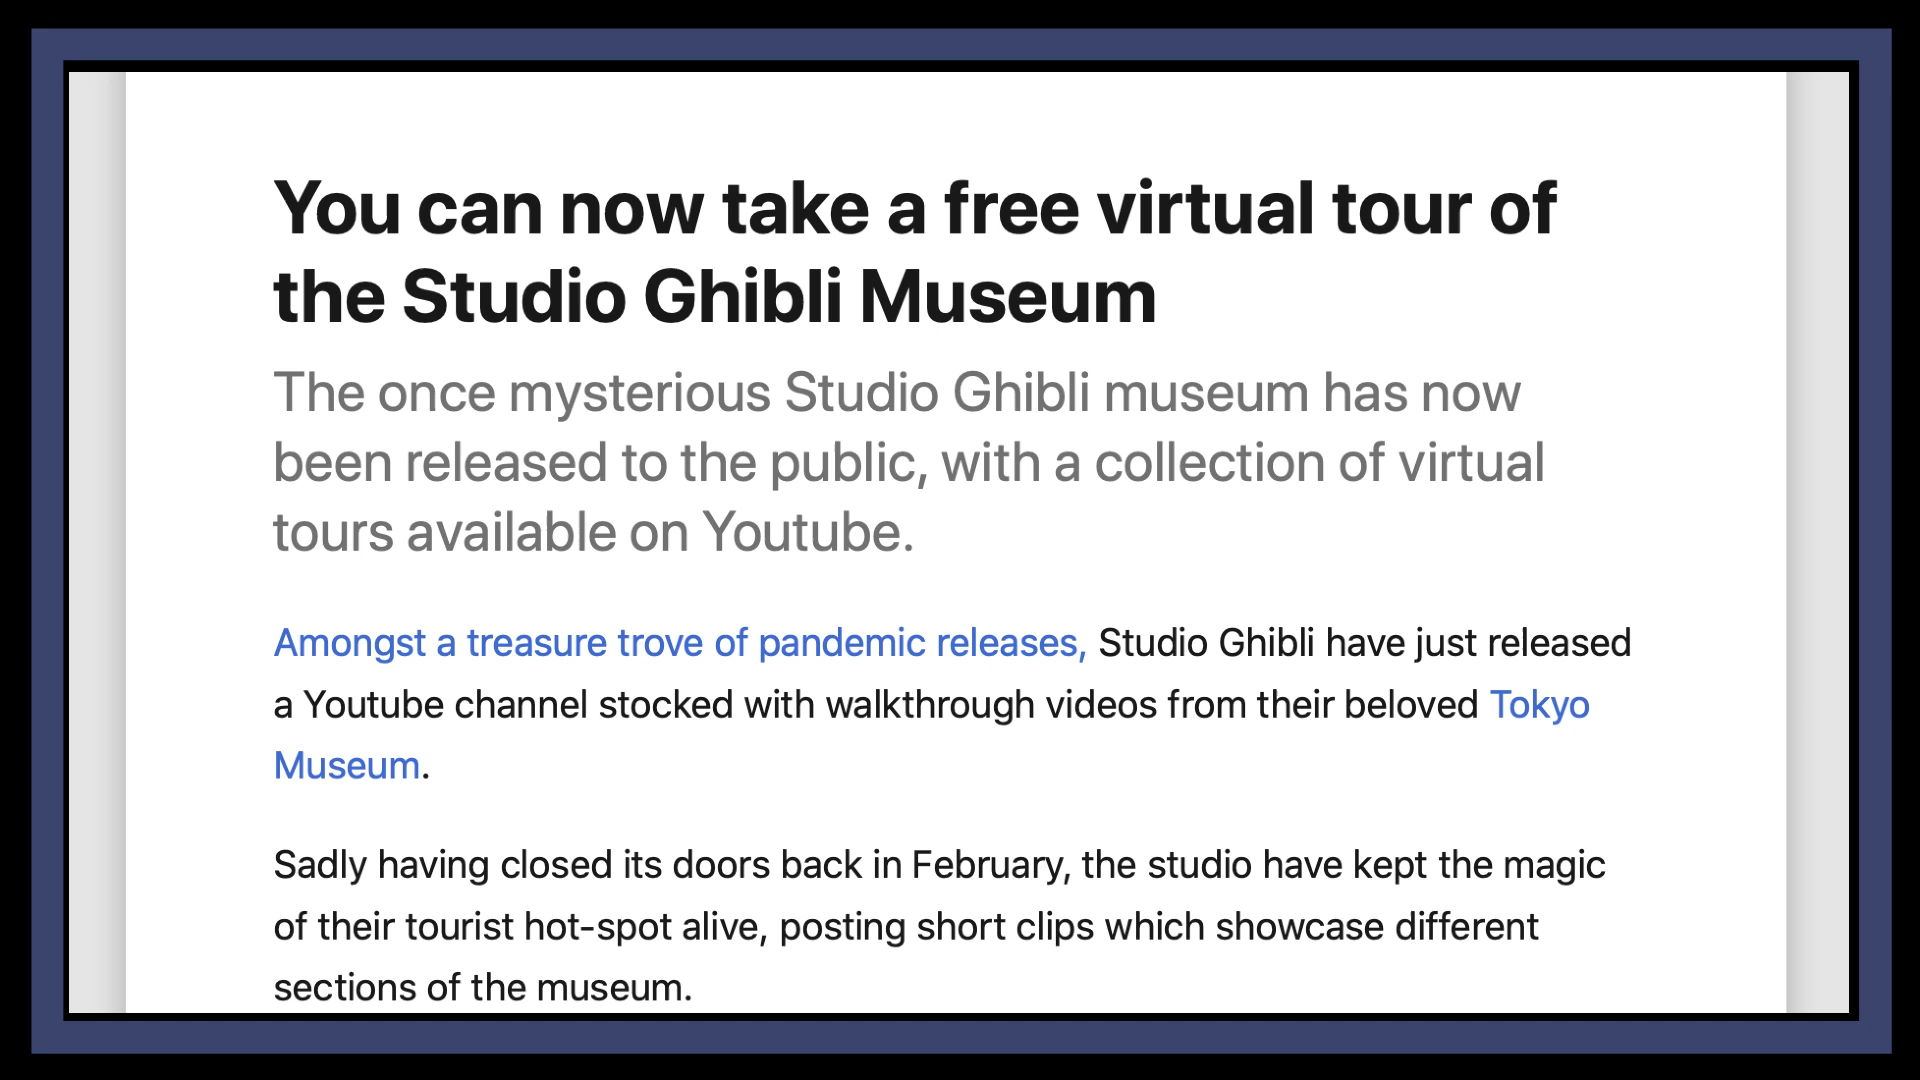 You can now take a free virtual tour of
the Studio Ghibli Museum
The once mysterious Studio Ghibli museum has now
been released to the public, with a collection of virtual
tours available on Youtube.
Amongst a treasure trove of pandemic releases, Studio Ghibli have just released
a Youtube channel stocked with walkthrough videos from their beloved Tokyo
Museum.
Sadly having closed its doors back in February, the studio have kept the magic
of their tourist hot-spot alive, posting short clips which showcase different
sections of the museum.